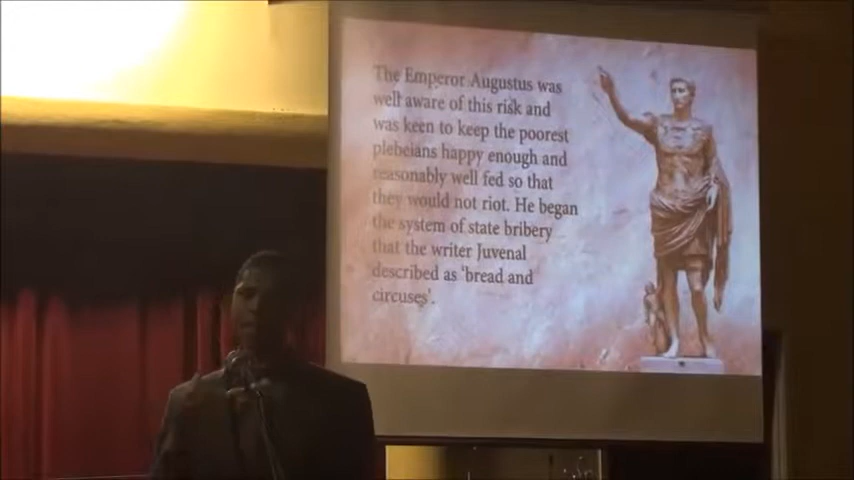 The Emperor Augustus was
well aware of this risk and
was keen to keep the poorest
plebeians happy enough and
reasonably well fed so that
they would not riot. He began
the system of state bribery
that the writer Juvenal
described as 'bread and
circuses'.